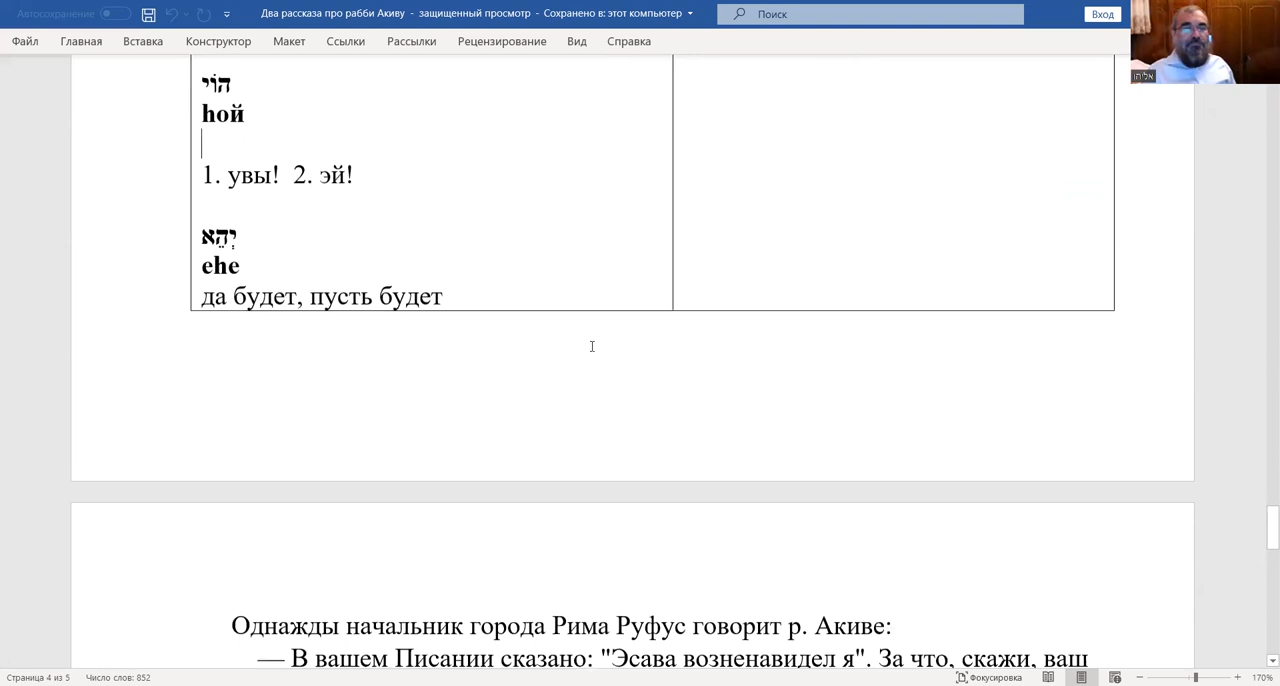 Автосохранение
Два рассказа про рабби Акиву - защищенный просмотр - Сохранено в: этот компьютер
Поиск
Вход
Файл Главная Вставка Конструктор Макет Ссылки Рассылки Рецензирование Вид Справка
אליהו
הוֹי
hой
1. увы! 2. эй!
יְהֵא
ehe
да будет, пусть будет
Однажды начальник города Рима Руфус говорит р. Акиве:
— В вашем Писании сказано: "Эсава возненавидел я". За что, скажи, ваш
Страница 4 из 5 Число слов: 852 Фокусировка 170%